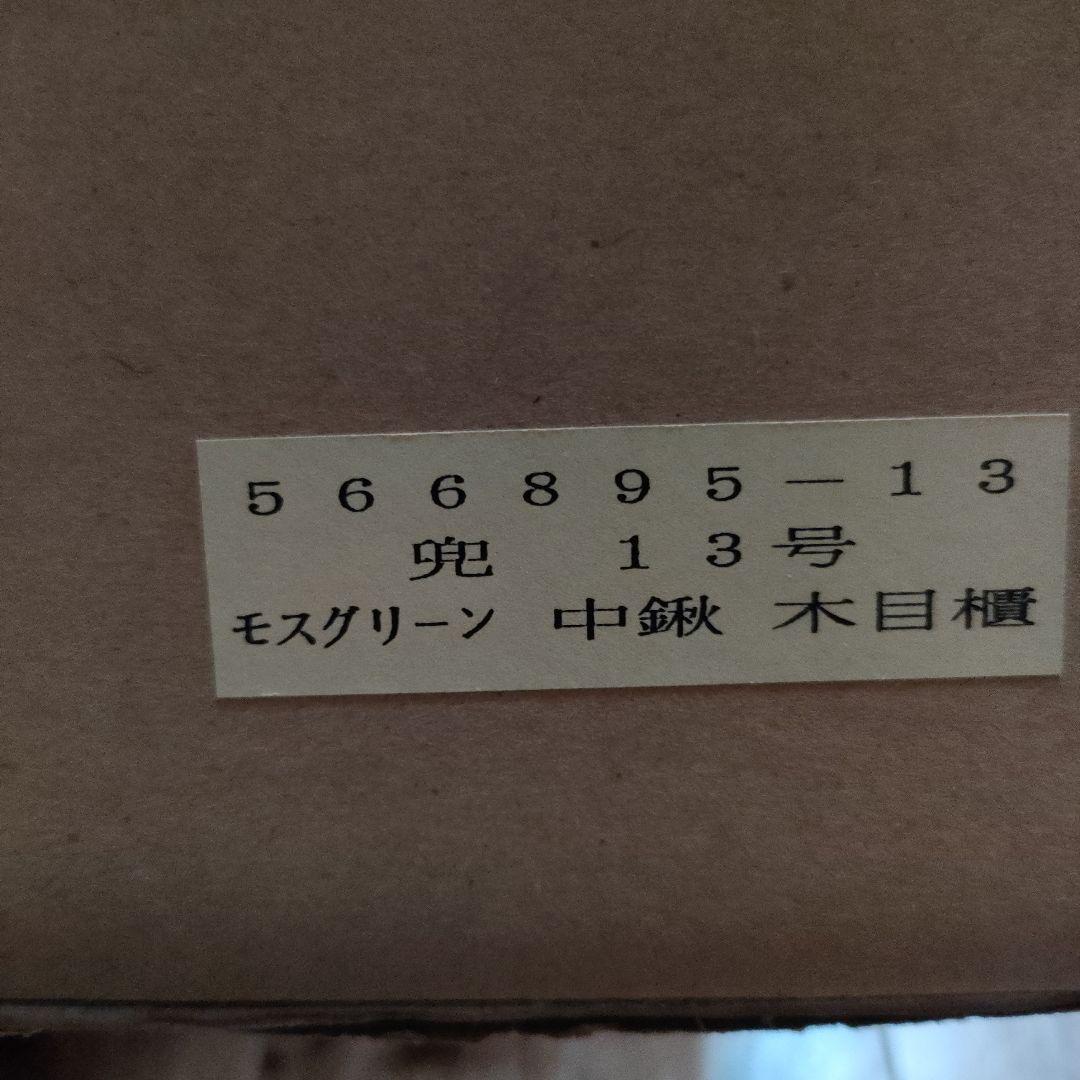 566895-13
兜 13号
モスグリーン 中鍬 木目櫃